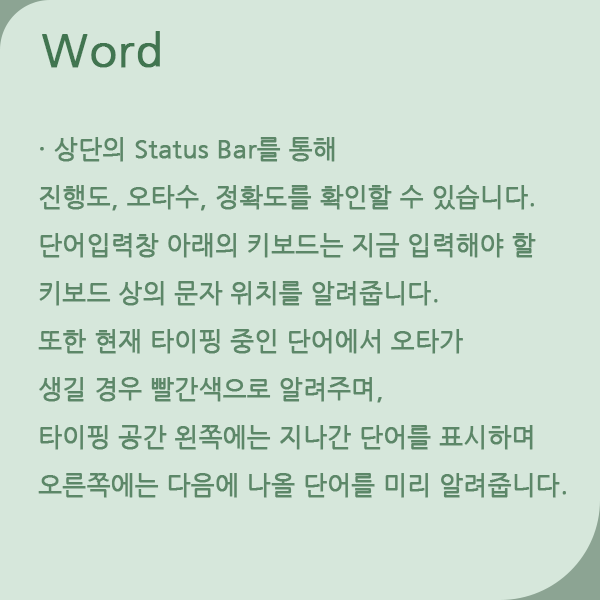 Word
· 상단의 Status Bar를 통해
진행도, 오타수, 정확도를 확인할 수 있습니다.
단어입력창 아래의 키보드는 지금 입력해야 할
키보드 상의 문자 위치를 알려줍니다.
또한 현재 타이핑 중인 단어에서 오타가
생길 경우 빨간색으로 알려주며,
타이핑 공간 왼쪽에는 지나간 단어를 표시하며
오른쪽에는 다음에 나올 단어를 미리 알려줍니다.